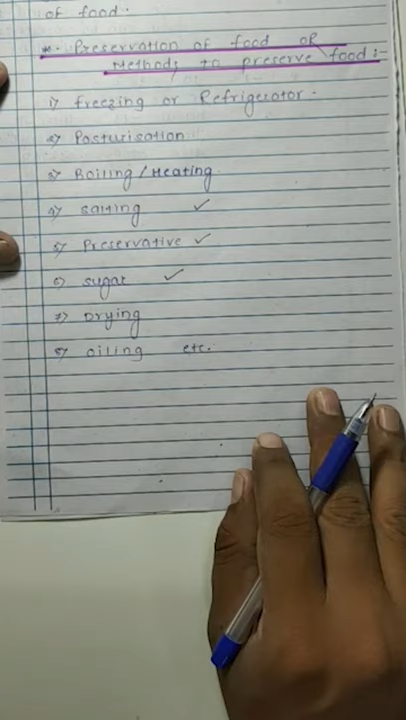 of food.
*. Preservation of food or
Methods to preserve food:-
1) freezing or Refrigerator.
2) Pasturisation
3) Boiling/Heating
4) salting ✓
5) Preservative ✓
6) sugar ✓
7) Drying
8) oiling etc.